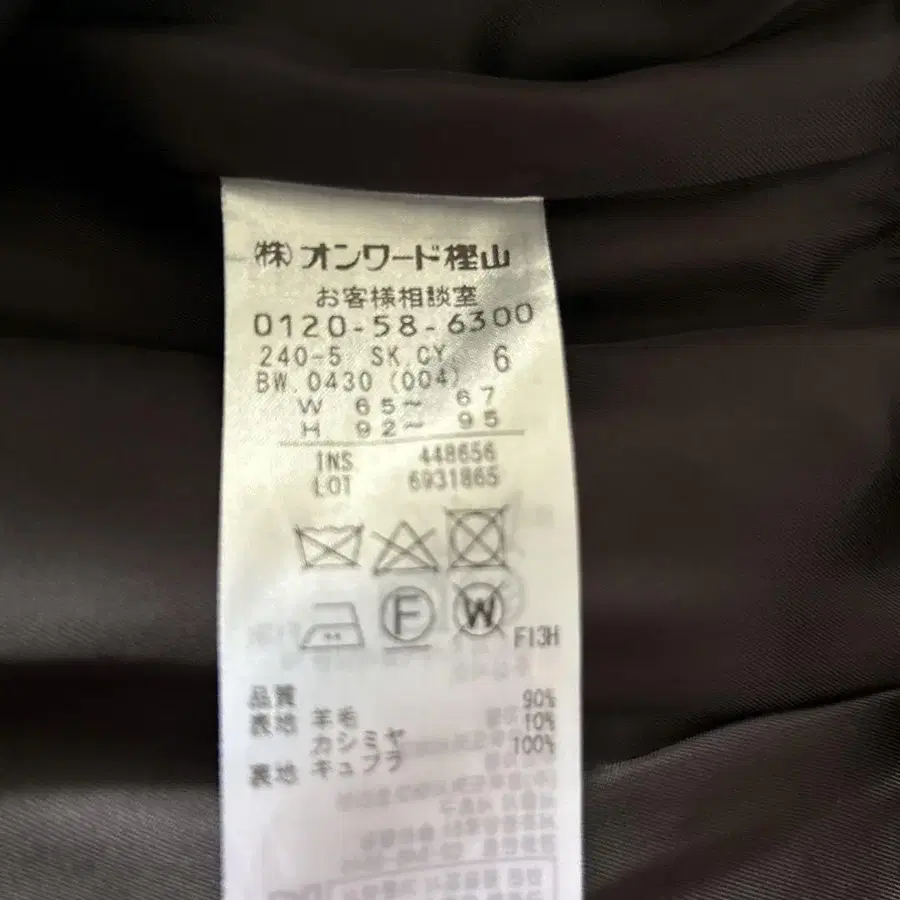 ㈱オンワード樫山
お客様相談室
0120-58-6300
240-5 SK.CY 6
BW.0430 (004)
W 65～ 67
H 92～ 95
INS 448656
LOT 6931865
F
W
F13H
品質
表地 羊毛 90%
カシミヤ 10%
裏地 キュプラ 100%